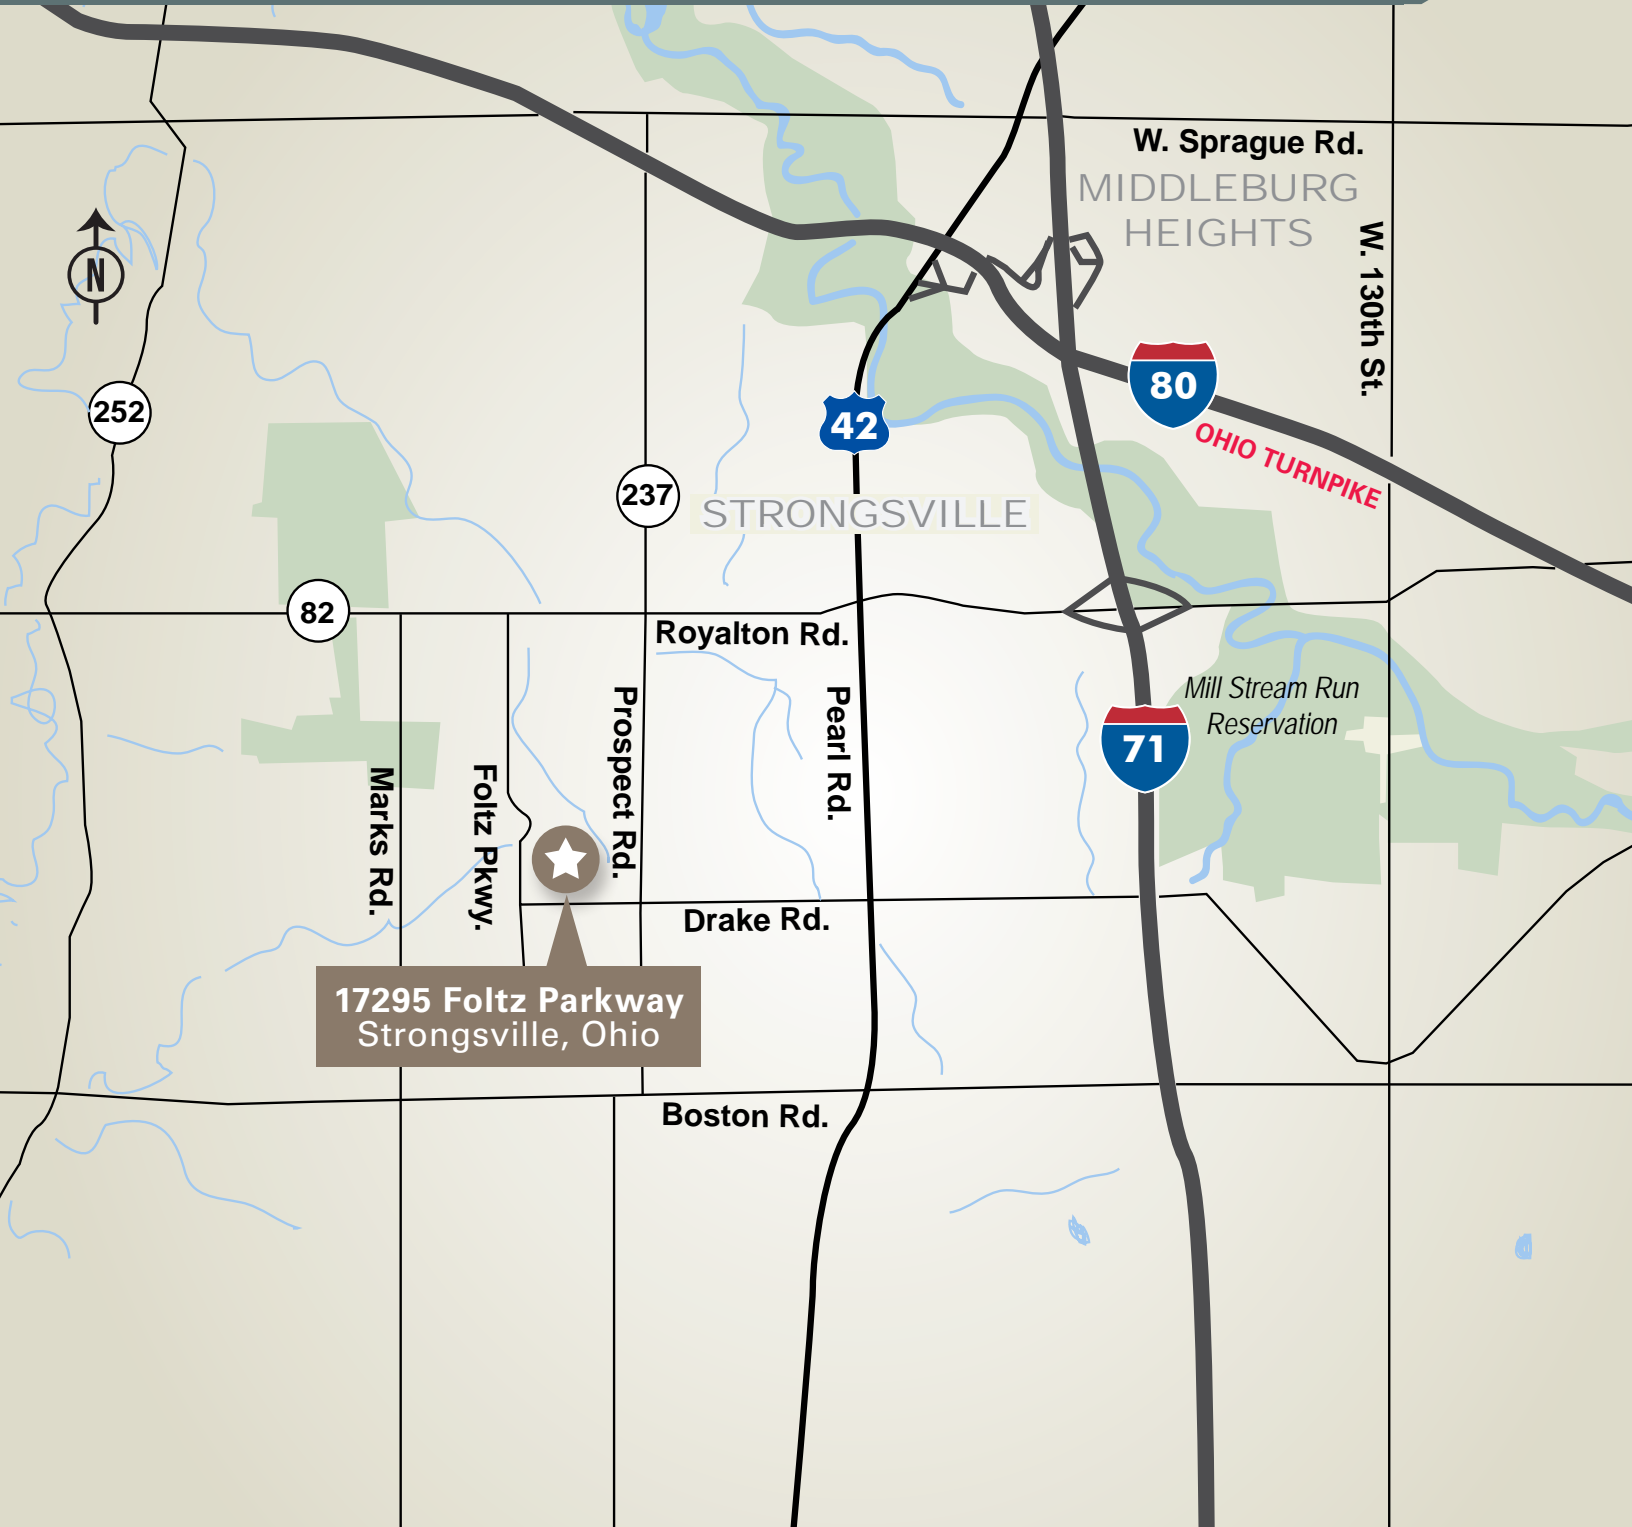 W. Sprague Rd.
MIDDLEBURG
HEIGHTS
W. 130th St.
N
80
OHIO TURNPIKE
252
42
237
STRONGSVILLE
82
Royalton Rd.
Mill Stream Run
Reservation
71
Prospect Rd.
Pearl Rd.
Marks Rd.
Foltz Pkwy.
Drake Rd.
17295 Foltz Parkway
Strongsville, Ohio
Boston Rd.